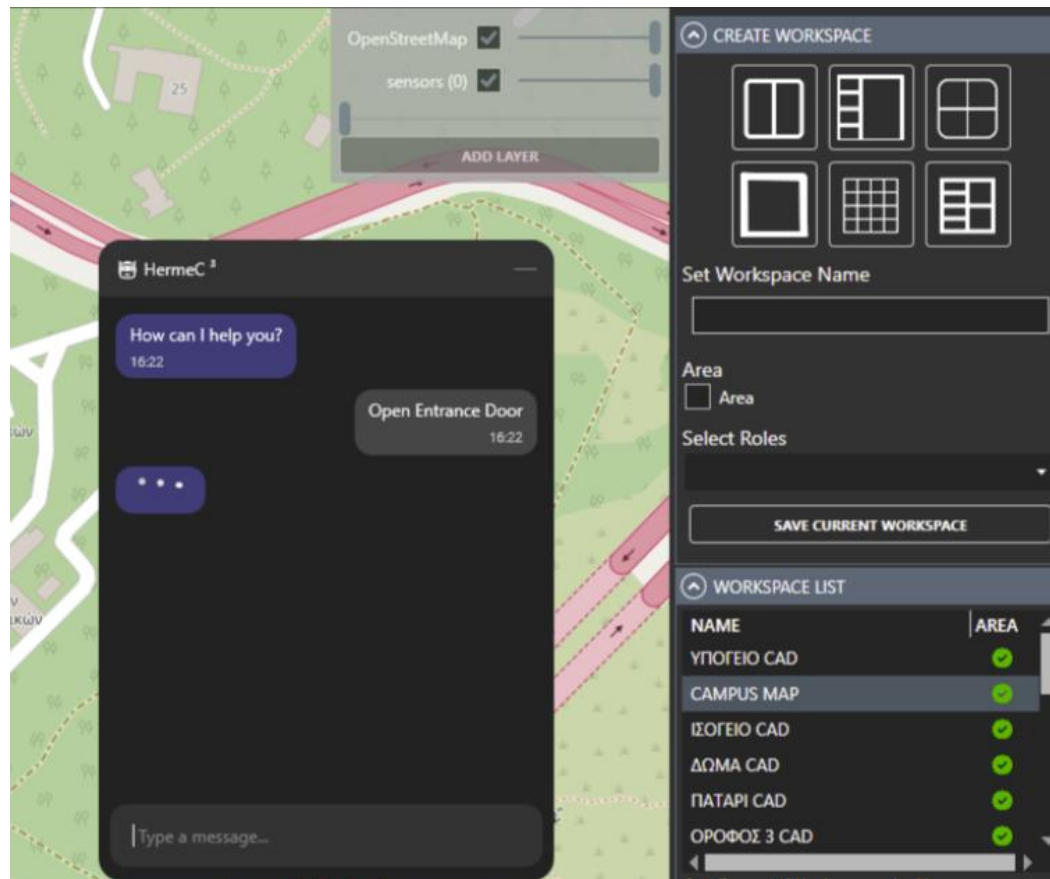 OpenStreetMap
sensors (0)
ADD LAYER
25
HermeC ³
How can I help you?
16:22
Open Entrance Door
16:22
Type a message...
CREATE WORKSPACE
Set Workspace Name
Area
Area
Select Roles
SAVE CURRENT WORKSPACE
WORKSPACE LIST
NAME AREA
ΥΠΟΓΕΙΟ CAD
CAMPUS MAP
ΙΣΟΓΕΙΟ CAD
ΔΩΜΑ CAD
ΠΑΤΑΡΙ CAD
ΟΡΟΦΟΣ 3 CAD